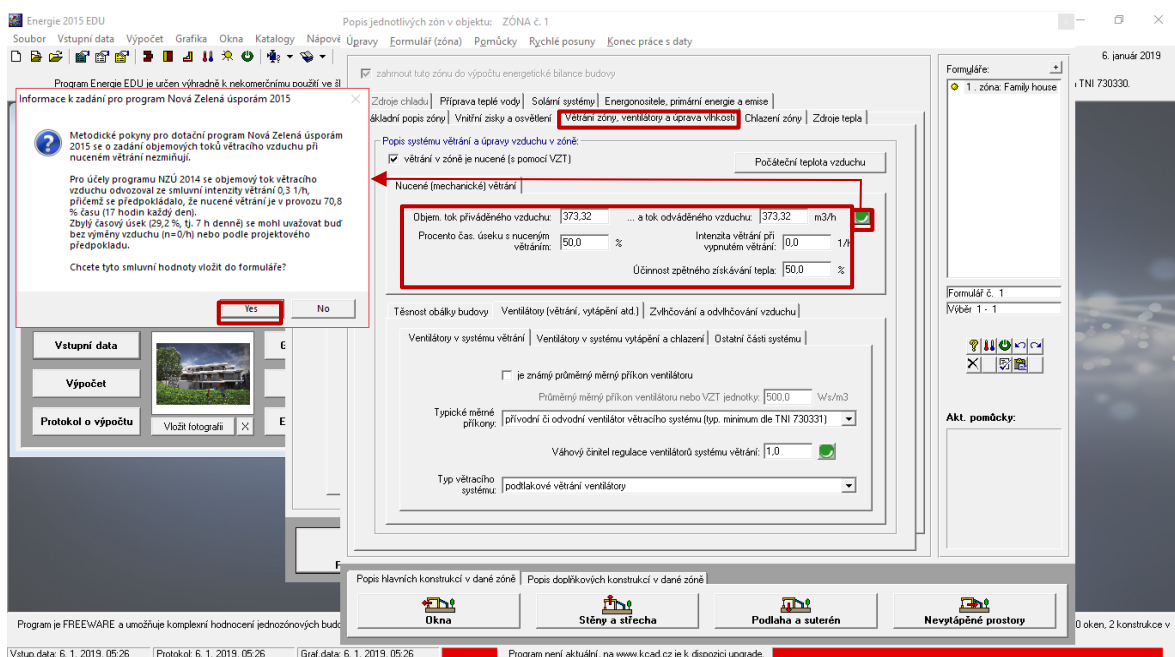 Energie 2015 EDU
Soubor Vstupní data Výpočet Grafika Okna Katalogy Nápově
Program Energie EDU je určen výhradně k nekomerčnímu použití ve šl
Informace k zadání pro program Nová Zelená úsporám 2015
Metodické pokyny pro dotační program Nová Zelená úsporám
2015 se o zadání objemových toků větracího vzduchu při
nuceném větrání nezmiňují.
Pro účely programu NZÚ 2014 se objemový tok větracího
vzduchu odvozoval ze smluvní intenzity větrání 0,3 1/h,
přičemž se předpokládalo, že nucené větrání je v provozu 70,8
% času (17 hodin každý den).
Zbylý časový úsek (29,2 %, tj. 7 h denně) se mohl uvažovat buď
bez výměny vzduchu (n=0/h) nebo podle projektového
předpokladu.
Chcete tyto smluvní hodnoty vložit do formuláře?
Yes No
Vstupní data
Výpočet
Protokol o výpočtu
Vložit fotografii X
Popis jednotlivých zón v objektu: ZÓNA č. 1
Úpravy Formulář (zóna) Pomůcky Rychlé posuny Konec práce s daty
6. január 2019
TNI 730330.
zahrnout tuto zónu do výpočtu energetické bilance budovy
Zdroje chladu Příprava teplé vody Solární systémy Energonositele, primární energie a emise
ákladní popis zóny Vnitřní zisky a osvětlení Větrání zóny, ventilátory a úprava vlhkosti Chlazení zóny Zdroje tepla
Popis systému větrání a úpravy vzduchu v zóně:
větrání v zóně je nucené (s pomocí VZT)
Počáteční teplota vzduchu
Nucené (mechanické) větrání
Objem. tok přiváděného vzduchu: 373,32 ... a tok odváděného vzduchu: 373,32 m3/h
Procento čas. úseku s nuceným
větráním: 50,0 %
Intenzita větrání při
vypnutém větrání: 0,0 1/h
Účinnost zpětného získávání tepla: 50,0 %
Těsnost obálky budovy Ventilátory (větrání, vytápění atd.) Zvlhčování a odvlhčování vzduchu
Ventilátory v systému větrání Ventilátory v systému vytápění a chlazení Ostatní části systému
je známý průměrný měrný příkon ventilátoru
Průměrný měrný příkon ventilátoru nebo VZT jednotky: 500,0 Ws/m3
Typické měrné
příkony: přívodní či odvodní ventilátor větracího systému (typ. minimum dle TNI 730331)
Váhový činitel regulace ventilátorů systému větrání: 1,0
Typ větracího
systému: podtlakové větrání ventilátory
Formuláře: +
1 . zóna: Family house
Formulář č. 1
Výběr 1 - 1
Akt. pomůcky:
Popis hlavních konstrukcí v dané zóně Popis doplňkových konstrukcí v dané zóně
Okna Stěny a střecha Podlaha a suterén Nevytápěné prostory
Program je FREEWARE a umožňuje komplexní hodnocení jednozónových budo
0 oken, 2 konstrukce v
Vstup.data: 6. 1. 2019, 05:26 Protokol: 6. 1. 2019, 05:26 Graf.data: 6. 1. 2019, 05:26 Program není aktuální, na www.kcad.cz je k dispozici upgrade.